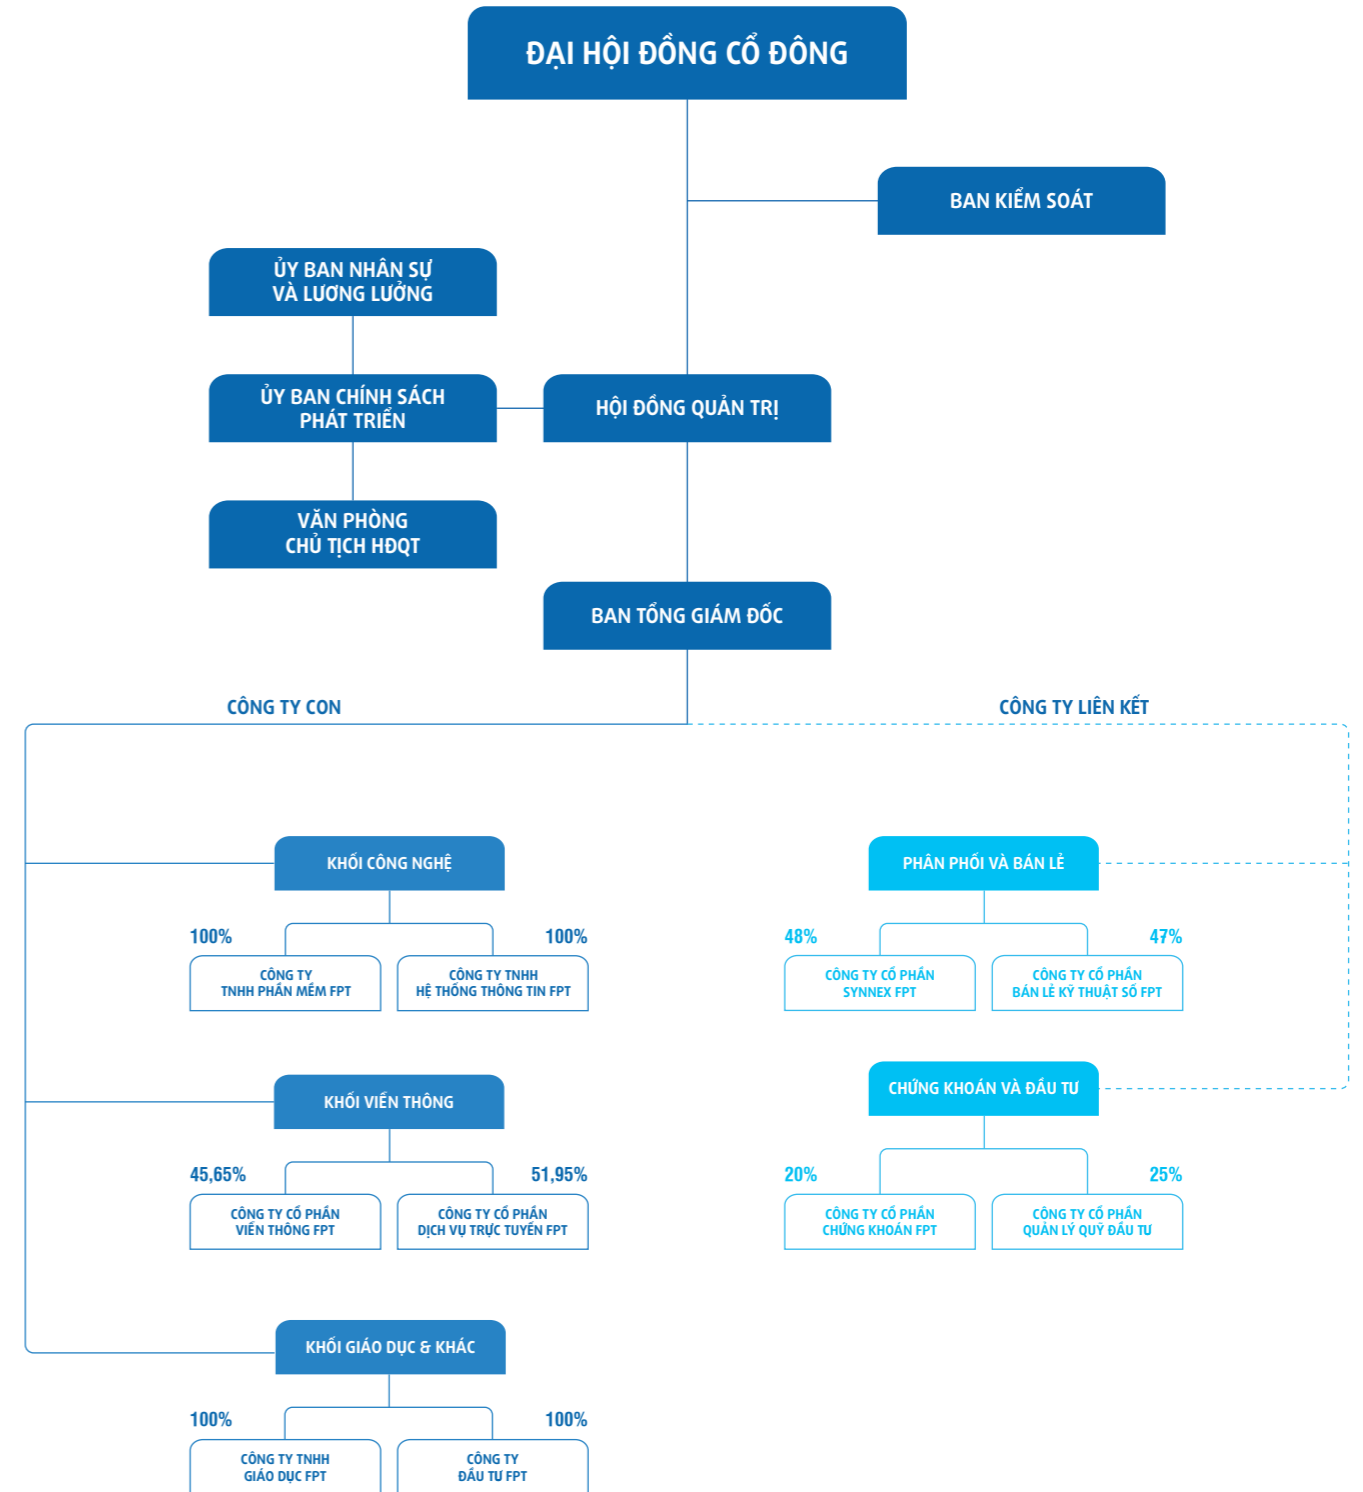 ĐẠI HỘI ĐỒNG CỔ ĐÔNG
BAN KIỂM SOÁT
ỦY BAN NHÂN SỰ
VÀ LƯƠNG LƯỞNG
ỦY BAN CHÍNH SÁCH
PHÁT TRIỂN
HỘI ĐỒNG QUẢN TRỊ
VĂN PHÒNG
CHỦ TỊCH HĐQT
BAN TỔNG GIÁM ĐỐC
CÔNG TY CON
CÔNG TY LIÊN KẾT
KHỐI CÔNG NGHỆ
100%
100%
CÔNG TY
TNHH PHẦN MỀM FPT
CÔNG TY TNHH
HỆ THỐNG THÔNG TIN FPT
PHÂN PHỐI VÀ BÁN LẺ
48%
47%
CÔNG TY CỔ PHẦN
SYNNEX FPT
CÔNG TY CỔ PHẦN
BÁN LẺ KỸ THUẬT SỐ FPT
KHỐI VIỄN THÔNG
45,65%
51,95%
CÔNG TY CỔ PHẦN
VIỄN THÔNG FPT
CÔNG TY CỔ PHẦN
DỊCH VỤ TRỰC TUYẾN FPT
CHỨNG KHOÁN VÀ ĐẦU TƯ
20%
25%
CÔNG TY CỔ PHẦN
CHỨNG KHOÁN FPT
CÔNG TY CỔ PHẦN
QUẢN LÝ QUỸ ĐẦU TƯ
KHỐI GIÁO DỤC & KHÁC
100%
100%
CÔNG TY TNHH
GIÁO DỤC FPT
CÔNG TY
ĐẦU TƯ FPT